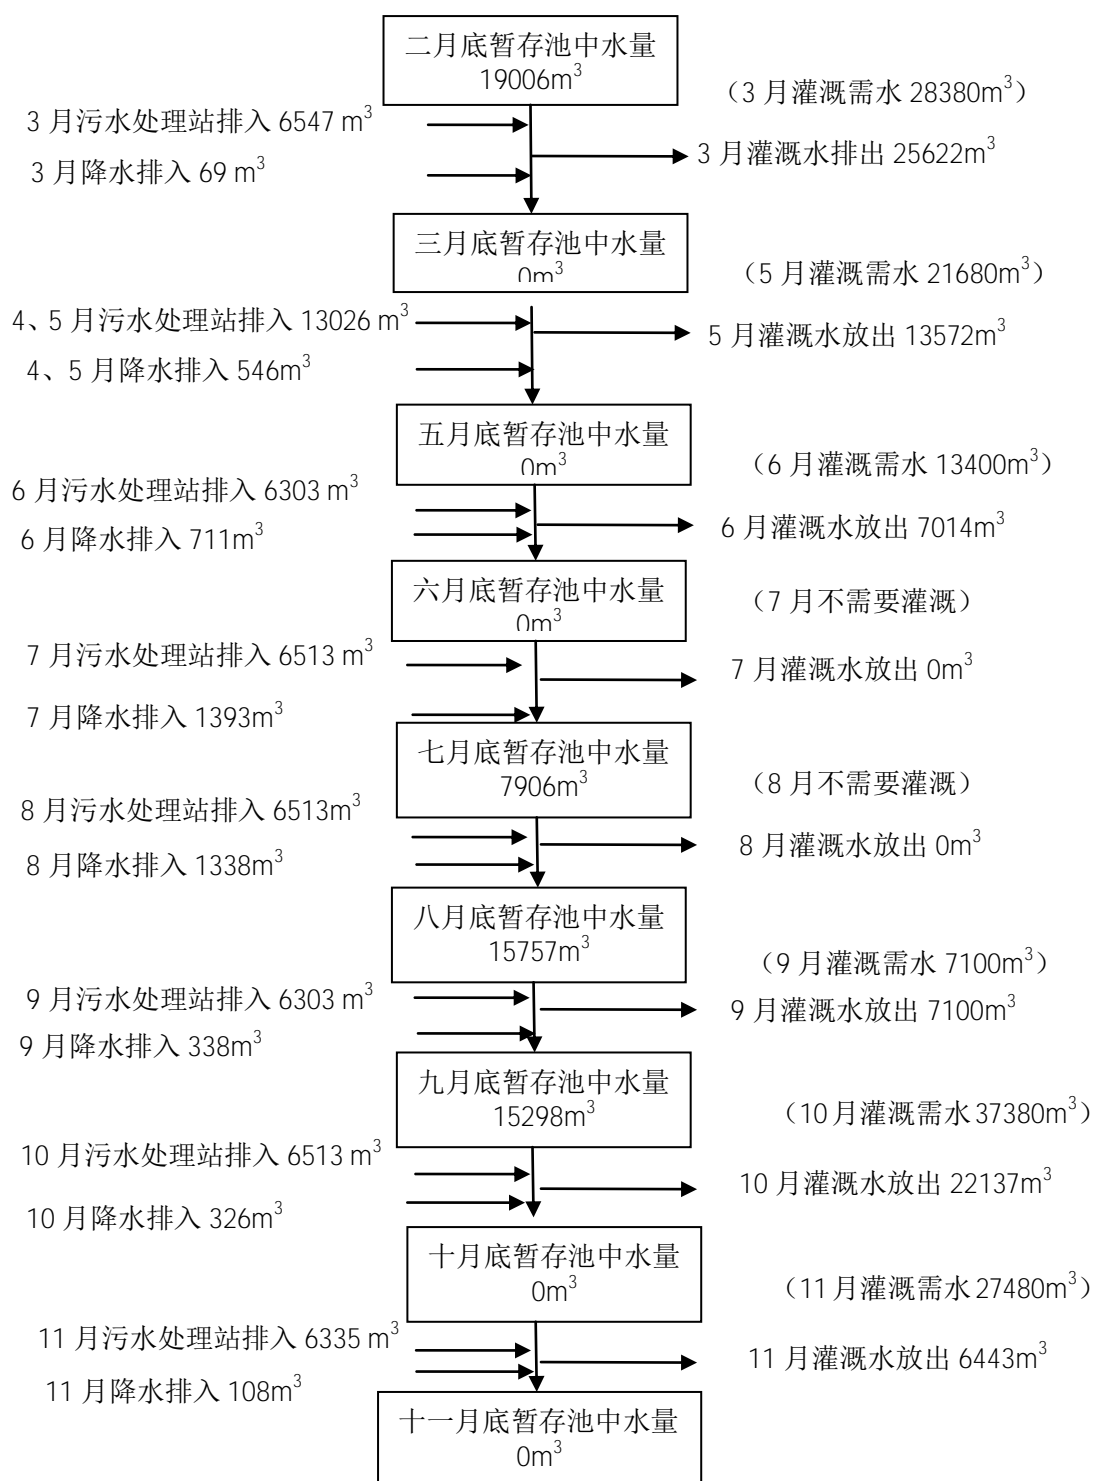 二月底暂存池中水量
19006m³
（3 月灌溉需水 28380m³）
3 月污水处理站排入 6547 m³
3 月灌溉水排出 25622m³
3 月降水排入 69 m³
三月底暂存池中水量
0m³
（5 月灌溉需水 21680m³）
4、5 月污水处理站排入 13026 m³
5 月灌溉水放出 13572m³
4、5 月降水排入 546m³
五月底暂存池中水量
0m³
（6 月灌溉需水 13400m³）
6 月污水处理站排入 6303 m³
6 月灌溉水放出 7014m³
6 月降水排入 711m³
六月底暂存池中水量
0m³
（7 月不需要灌溉）
7 月污水处理站排入 6513 m³
7 月灌溉水放出 0m³
7 月降水排入 1393m³
七月底暂存池中水量
7906m³
（8 月不需要灌溉）
8 月污水处理站排入 6513m³
8 月灌溉水放出 0m³
8 月降水排入 1338m³
八月底暂存池中水量
15757m³
（9 月灌溉需水 7100m³）
9 月污水处理站排入 6303 m³
9 月灌溉水放出 7100m³
9 月降水排入 338m³
九月底暂存池中水量
15298m³
（10 月灌溉需水 37380m³）
10 月污水处理站排入 6513 m³
10 月灌溉水放出 22137m³
10 月降水排入 326m³
十月底暂存池中水量
0m³
（11 月灌溉需水 27480m³）
11 月污水处理站排入 6335 m³
11 月灌溉水放出 6443m³
11 月降水排入 108m³
十一月底暂存池中水量
0m³